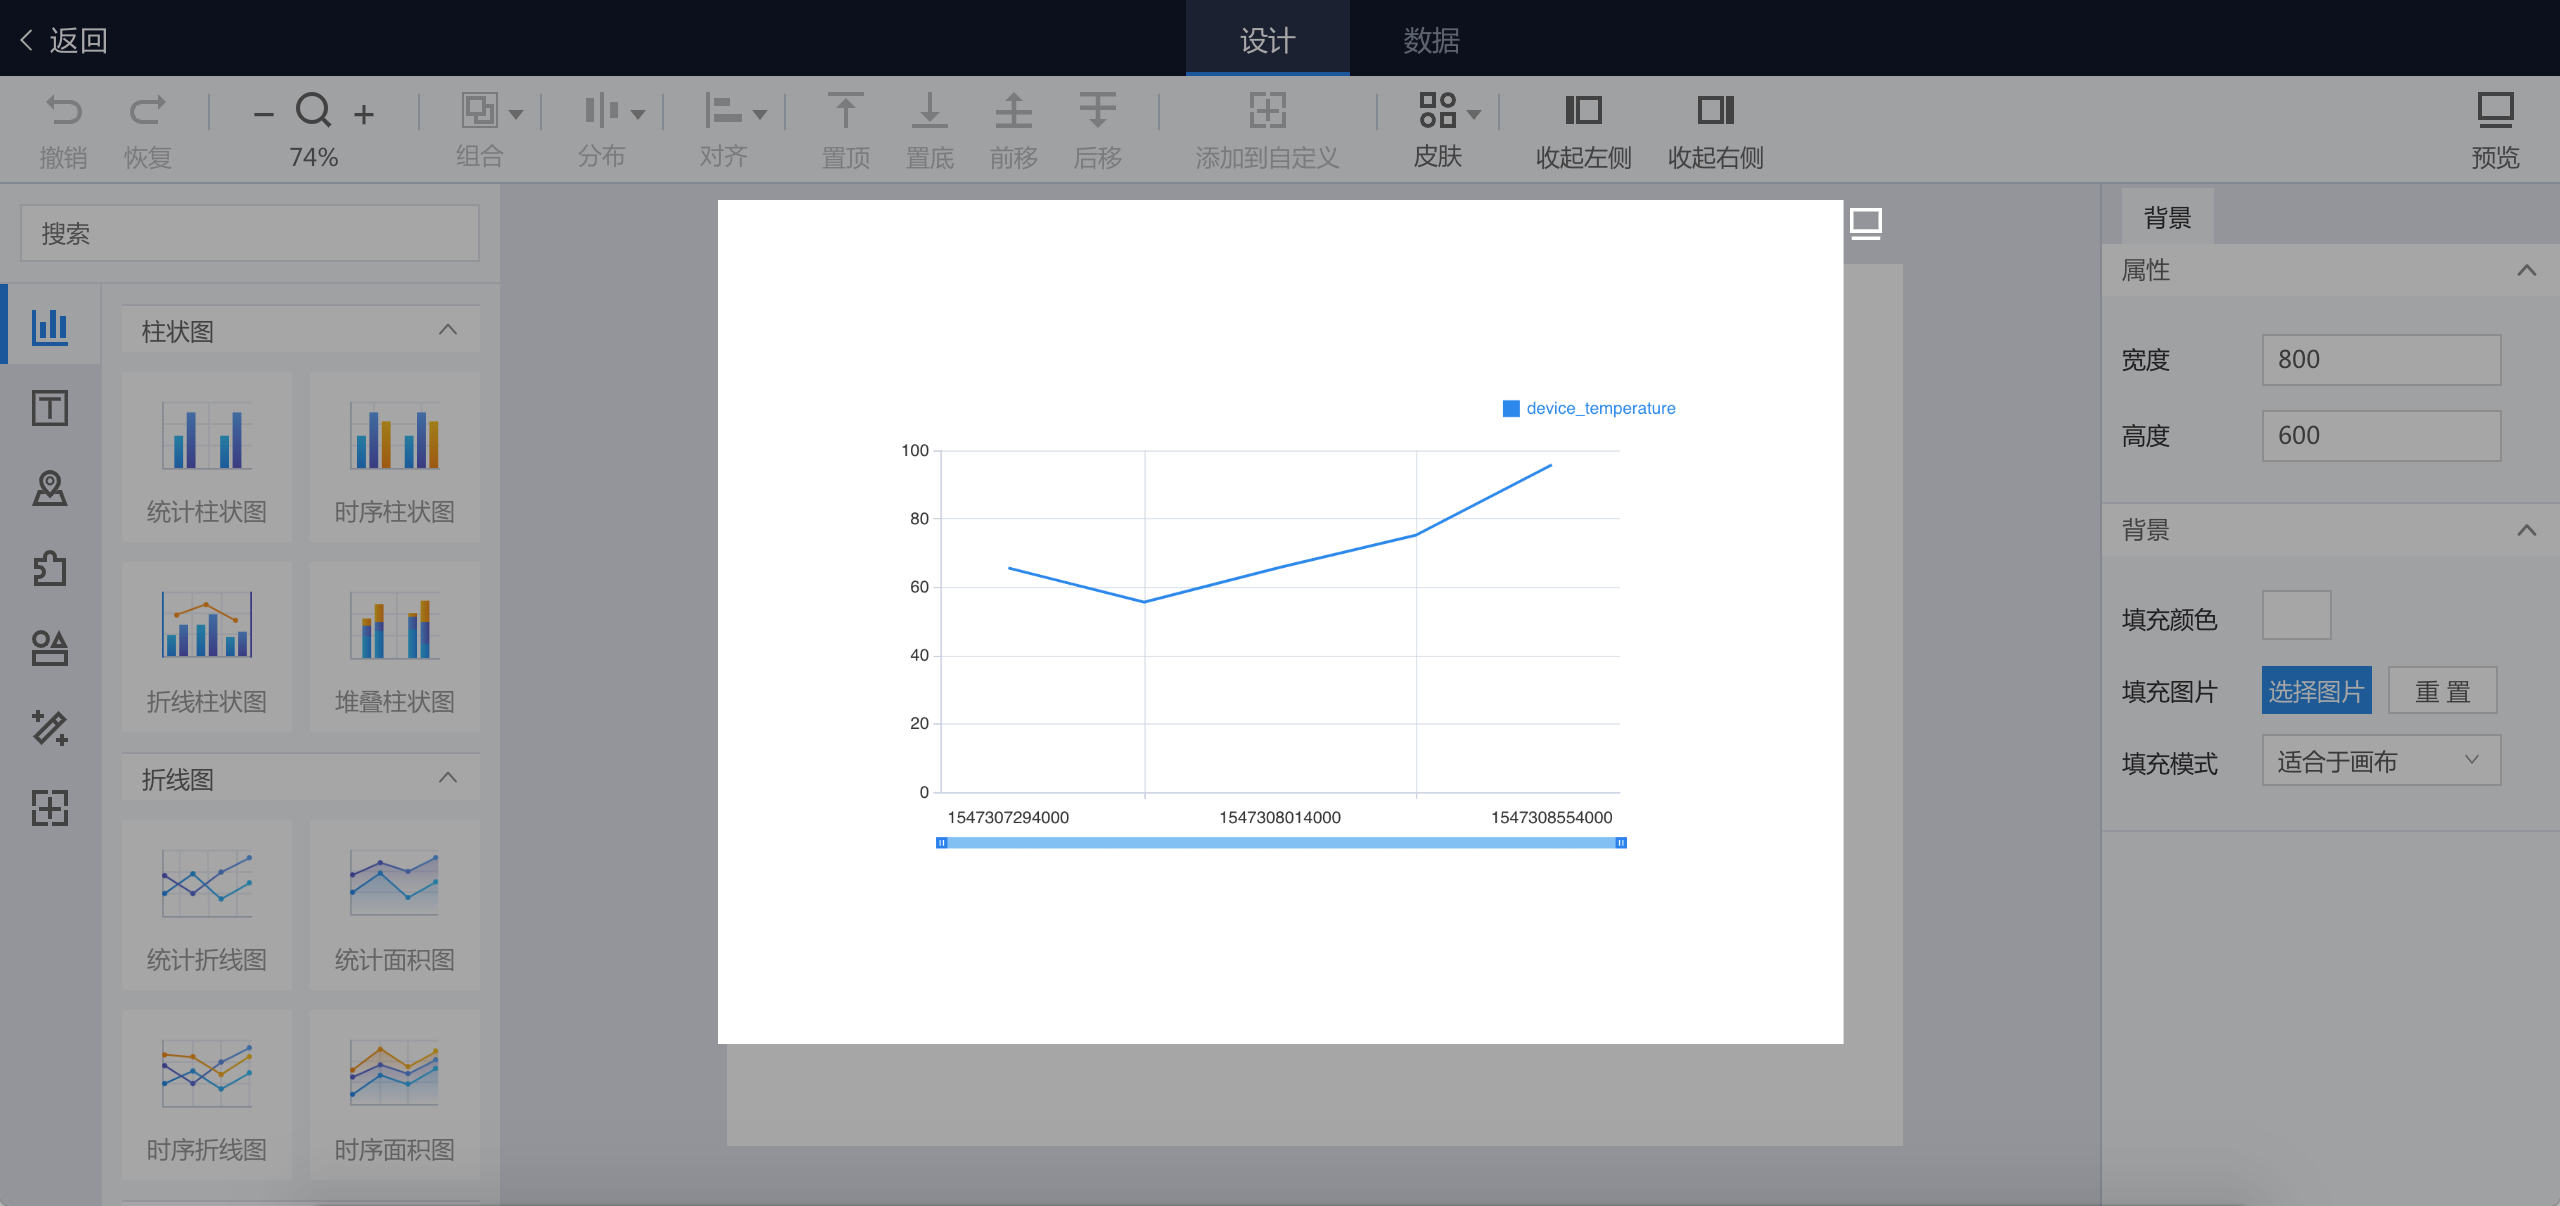 返回
设计
数据
撤销
恢复
74%
组合
分布
对齐
置顶
置底
前移
后移
添加到自定义
皮肤
收起左侧
收起右侧
预览
搜索
柱状图
统计柱状图
时序柱状图
折线柱状图
堆叠柱状图
折线图
统计折线图
统计面积图
时序折线图
时序面积图
device_temperature
100
80
60
40
20
0
1547307294000
1547308014000
1547308554000
背景
属性
宽度
800
高度
600
背景
填充颜色
填充图片
选择图片
重 置
填充模式
适合于画布